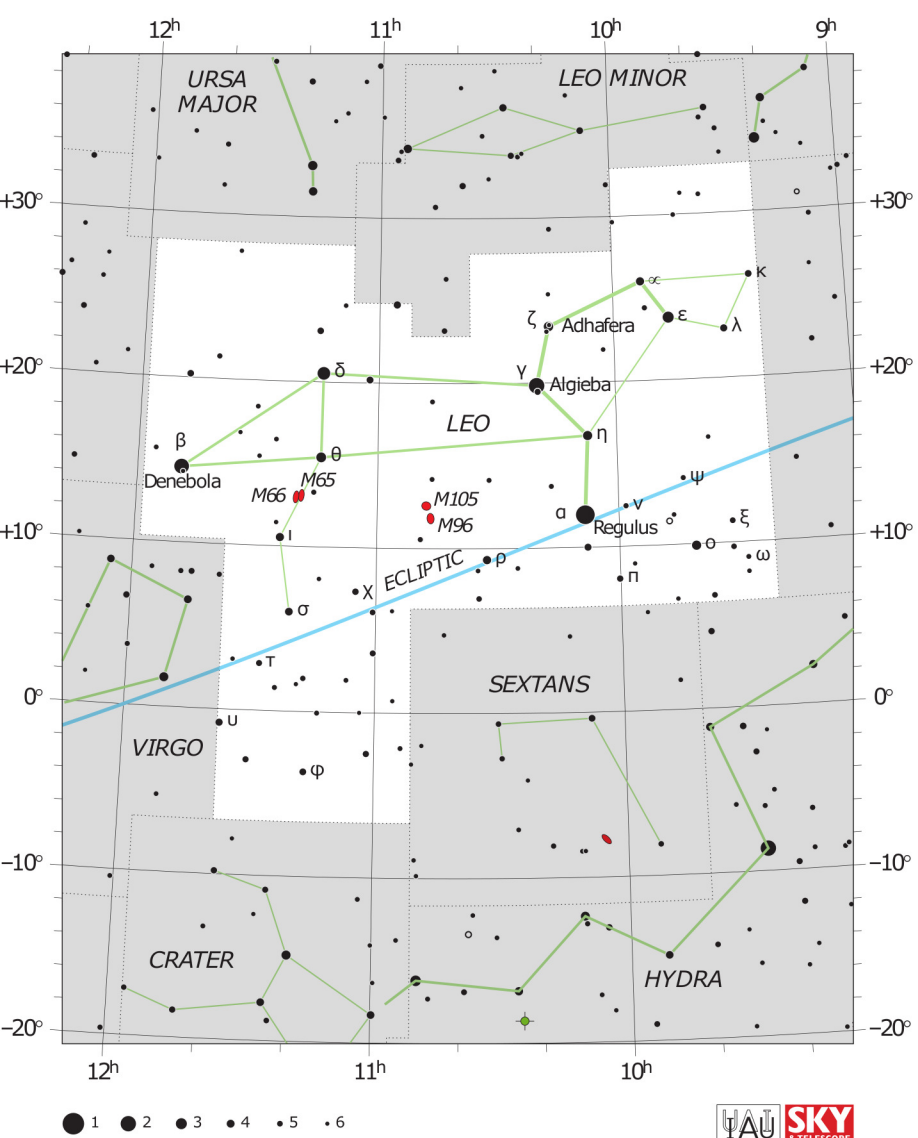 12h 11h 10h 9h
URSA
MAJOR
LEO MINOR
+30° +30°
∝ κ
ζ Adhafera ε λ
+20° +20°
δ γ Algieba
LEO
β η
θ
Denebola M66 M65 ψ
M105 α ν ξ
M96 Regulus
+10° +10°
ι ο ω
ECLIPTIC ρ π
χ
σ
τ
0° 0°
SEXTANS
υ
VIRGO
φ
−10° −10°
CRATER
HYDRA
−20° −20°
12h 11h 10h
1 2 3 4 5 6
IAU SKY
& TELESCOPE